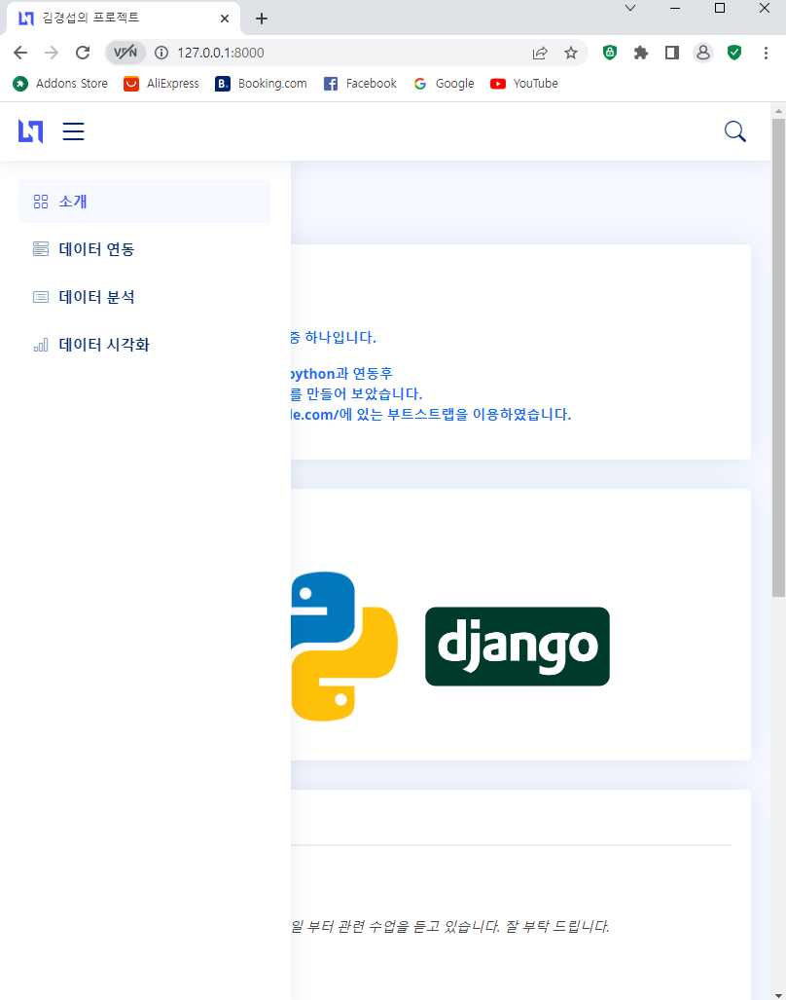 김경섭의 프로젝트
VPN
127.0.0.1:8000
Addons Store
AliExpress
B.
Booking.com
Facebook
G
Google
YouTube
소개
데이터 연동
데이터 분석
데이터 시각화
중 하나입니다.
python과 연동후
를 만들어 보았습니다.
le.com/에 있는 부트스트랩을 이용하였습니다.
django
일 부터 관련 수업을 듣고 있습니다. 잘 부탁 드립니다.